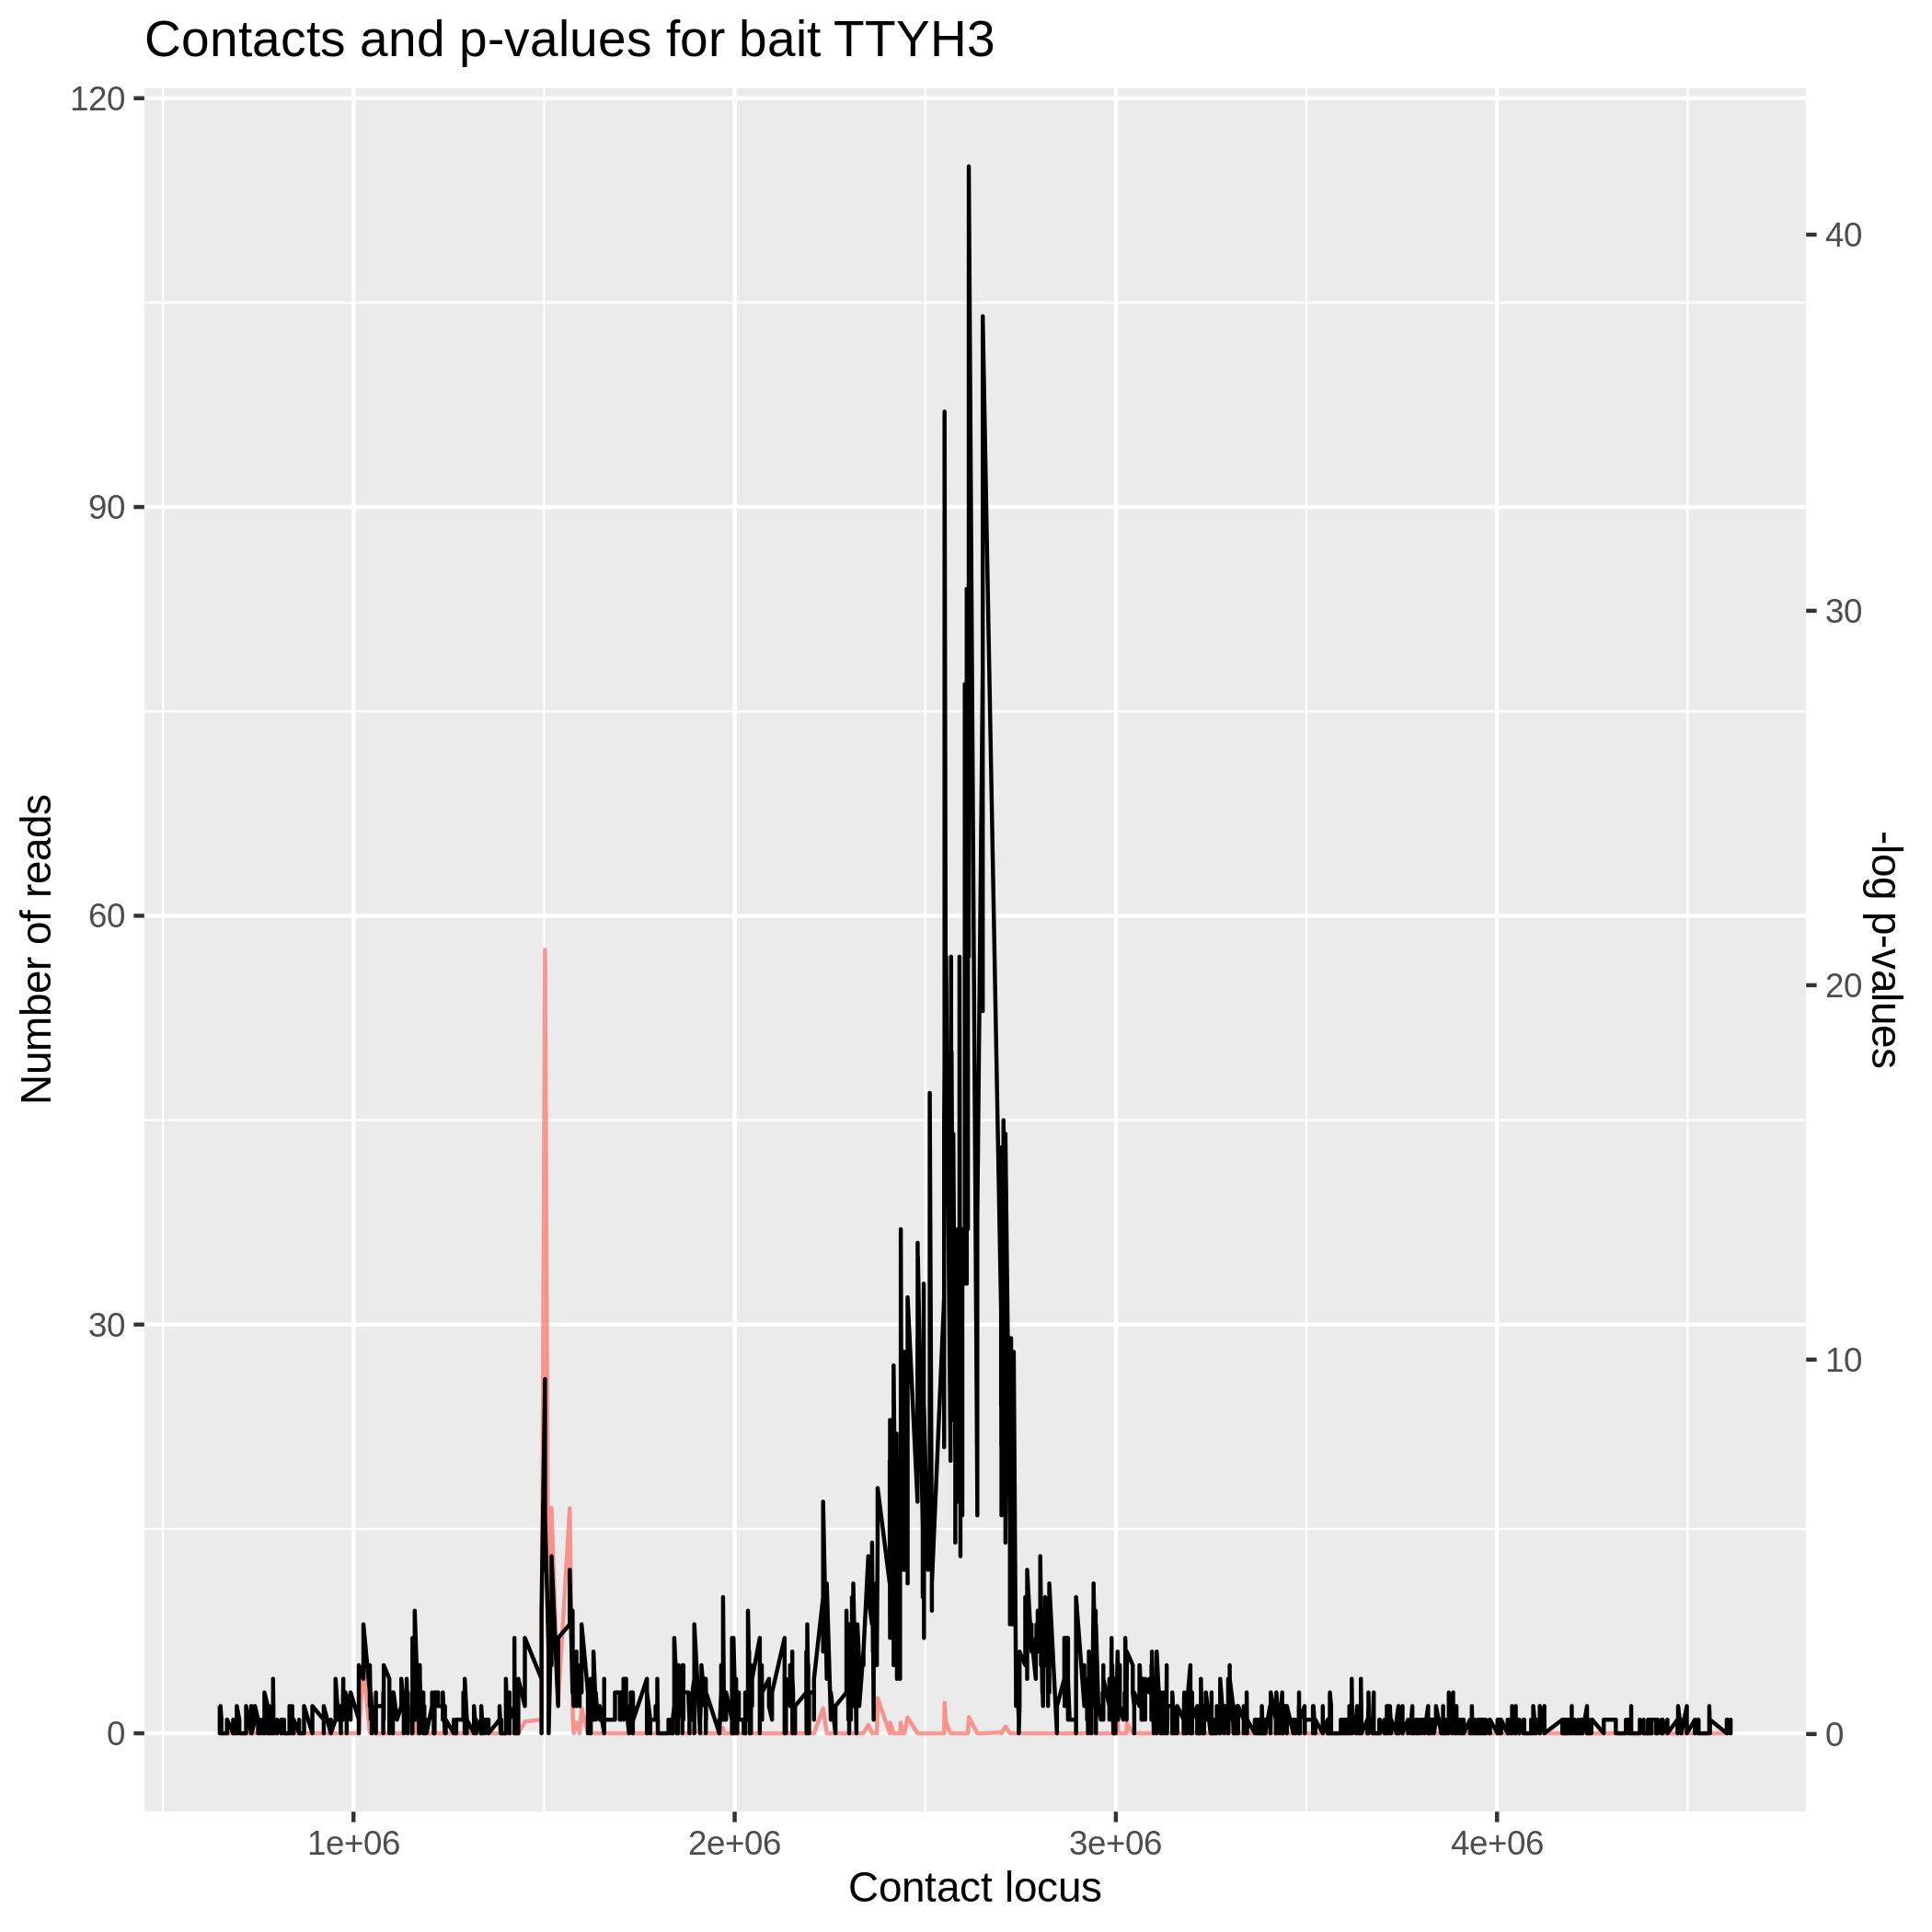 Contacts and p-values for bait TTYH3
120
90
60
30
0
Number of reads
40
30
20
10
0
-log p-values
1e+06
2e+06
3e+06
4e+06
Contact locus